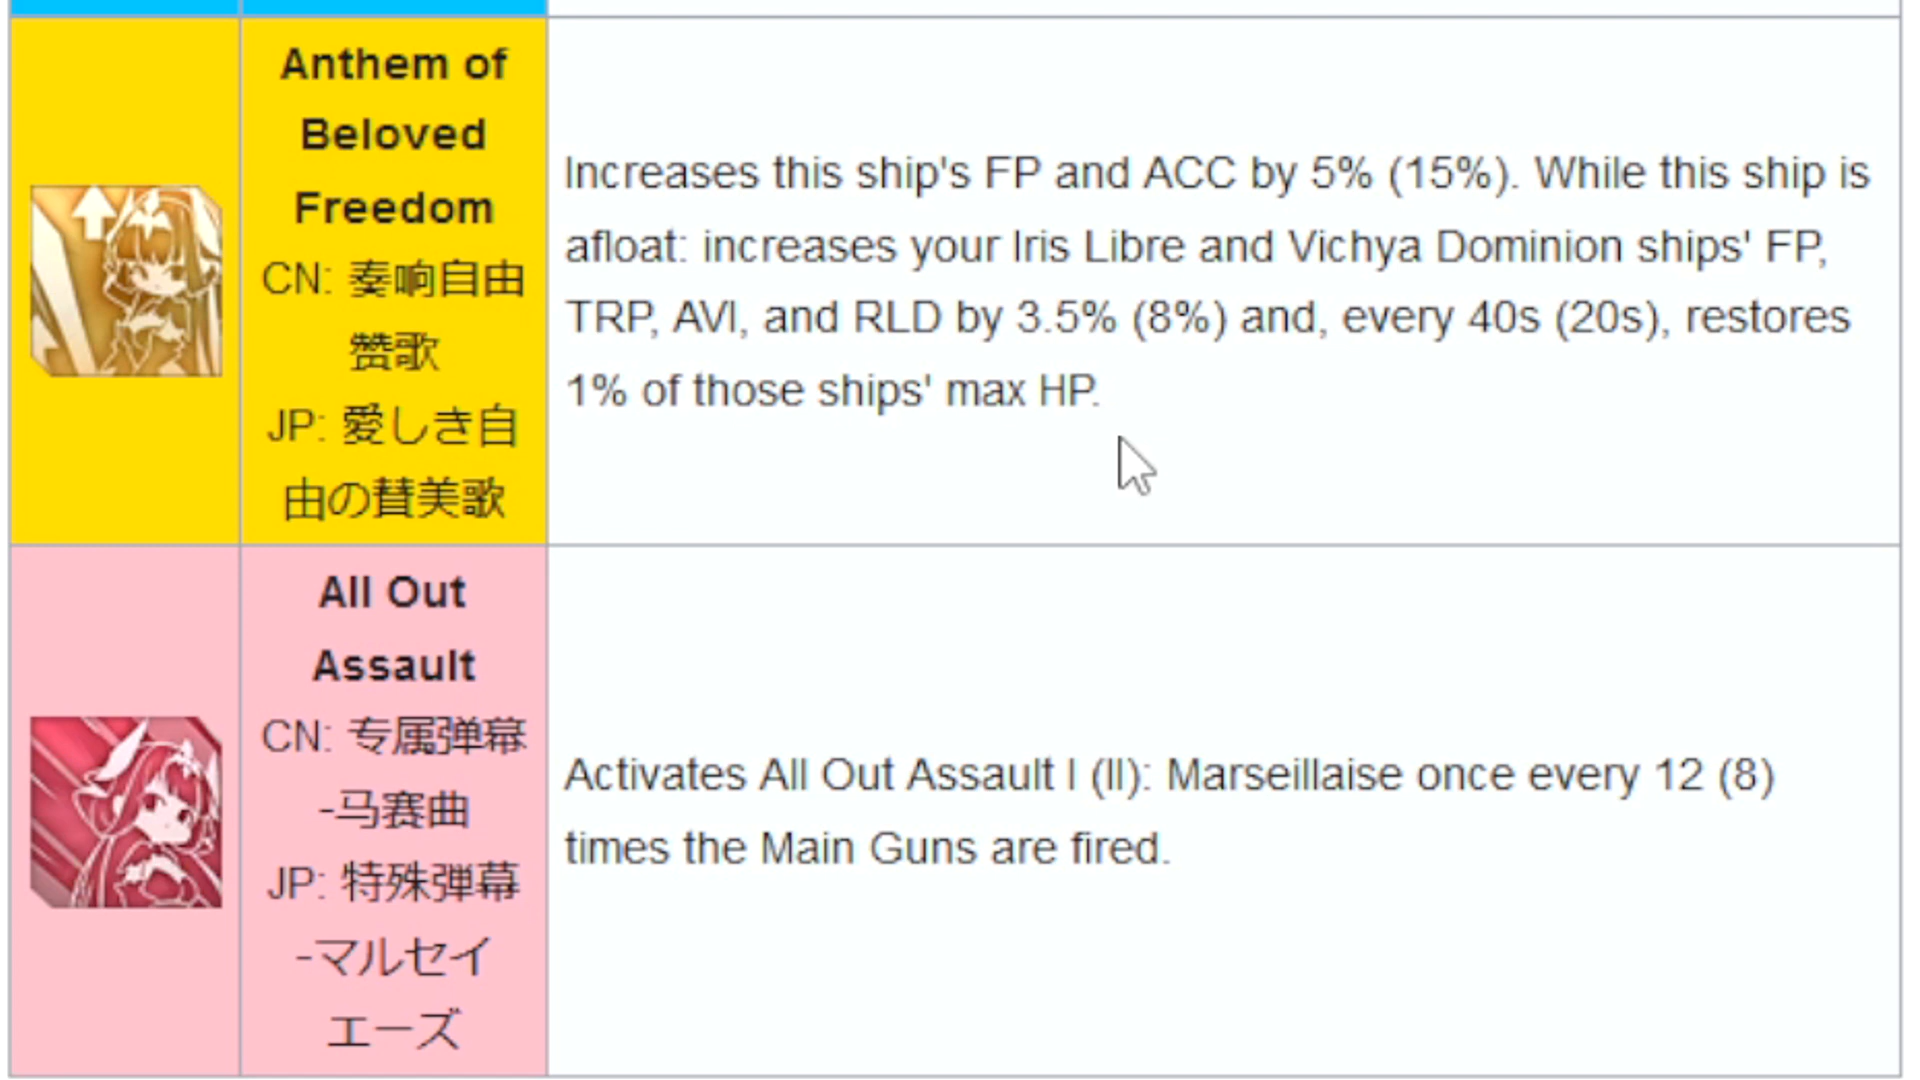 Anthem of
Beloved
Freedom
CN: 奏响自由
赞歌
JP: 愛しき自
由の賛美歌
Increases this ship's FP and ACC by 5% (15%). While this ship is
afloat: increases your Iris Libre and Vichya Dominion ships' FP,
TRP, AVI, and RLD by 3.5% (8%) and, every 40s (20s), restores
1% of those ships' max HP.
All Out
Assault
CN: 专属弹幕
-马赛曲
JP: 特殊弾幕
-マルセイ
エーズ
Activates All Out Assault I (II): Marseillaise once every 12 (8)
times the Main Guns are fired.